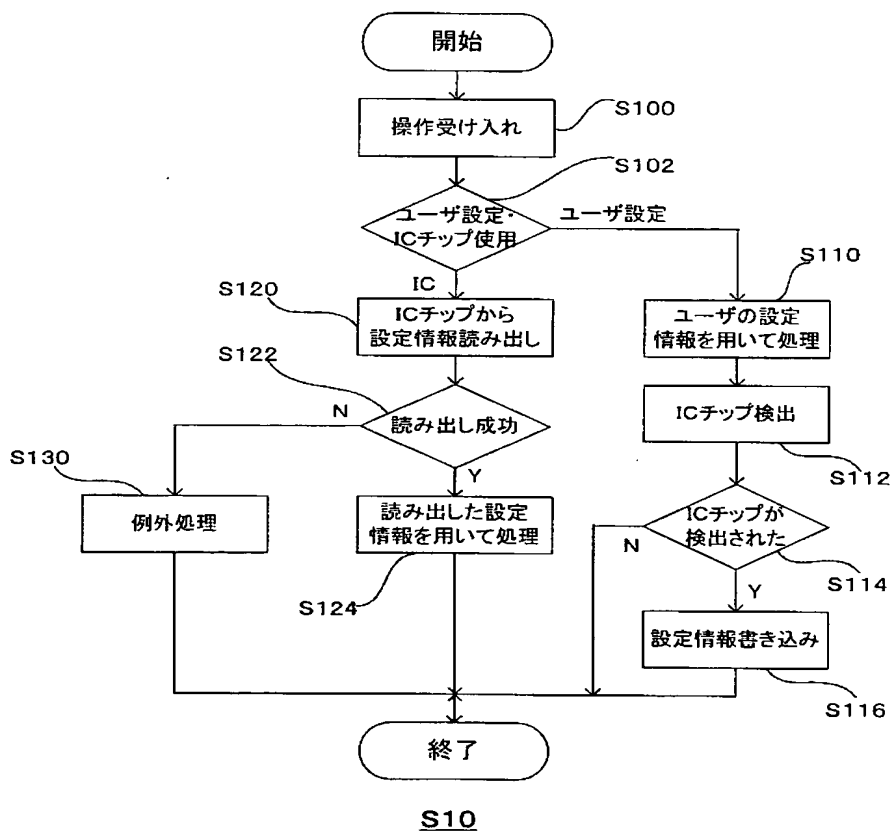 開始
操作受け入れ
S100
S102
ユーザ設定・
ICチップ使用
ユーザ設定
IC
S110
ユーザの設定
情報を用いて処理
S120
ICチップから
設定情報読み出し
S122
読み出し成功
N
Y
ICチップ検出
S112
S130
例外処理
読み出した設定
情報を用いて処理
S124
ICチップが
検出された
N
Y
S114
設定情報書き込み
S116
終了
S10